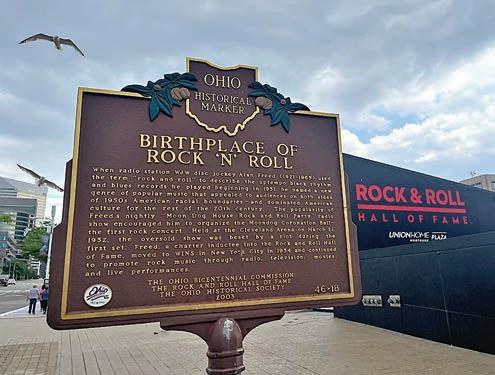 OHIO
HISTORICAL
MARKER
BIRTHPLACE OF
ROCK 'N' ROLL
When radio station WJW disc jockey Alan Freed (1921-1965) used
the term "rock and roll" to describe the uptempo black rhythm
and blues records he played beginning in 1951, he named a new
genre of popular music that appealed to audiences on both sides
of 1950s American racial boundaries–and dominated American
culture for the rest of the 20th century. The popularity of
Freed's nightly "Moon Dog House Rock and Roll Party" radio
show encouraged him to organize the Moondog Coronation Ball–
the first rock concert. Held at the Cleveland Arena on March 21,
1952, the oversold show was beset by a riot during the
first set. Freed, a charter inductee into the Rock and Roll Hall
of Fame, moved to WINS in New York City in 1954 and continued
to promote rock music through radio, television, movies,
and live performances.
THE OHIO BICENTENNIAL COMMISSION
THE ROCK AND ROLL HALL OF FAME
THE OHIO HISTORICAL SOCIETY
2003
46-18
OHIO
ROCK & ROLL
HALL OF FAME
UNION HOME
MORTGAGE
PLAZA